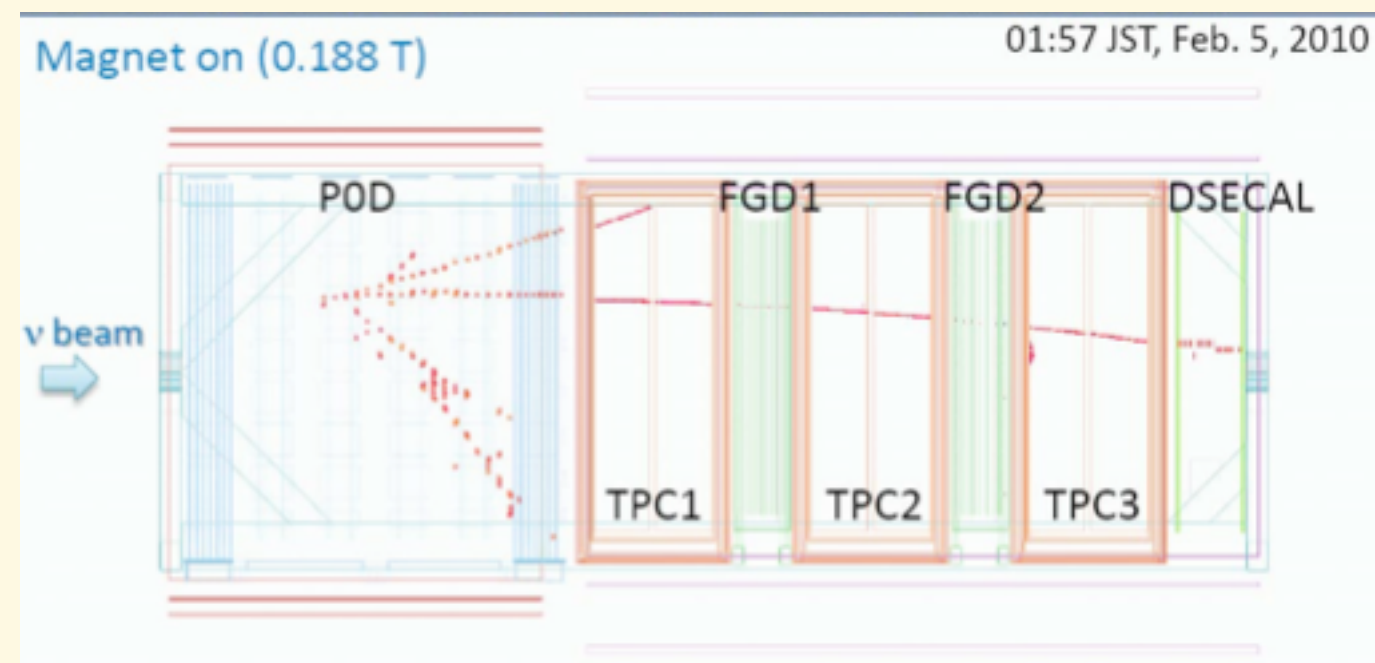 Magnet on (0.188 T)
01:57 JST, Feb. 5, 2010
P0D
FGD1
FGD2
DSECAL
ν beam
TPC1
TPC2
TPC3